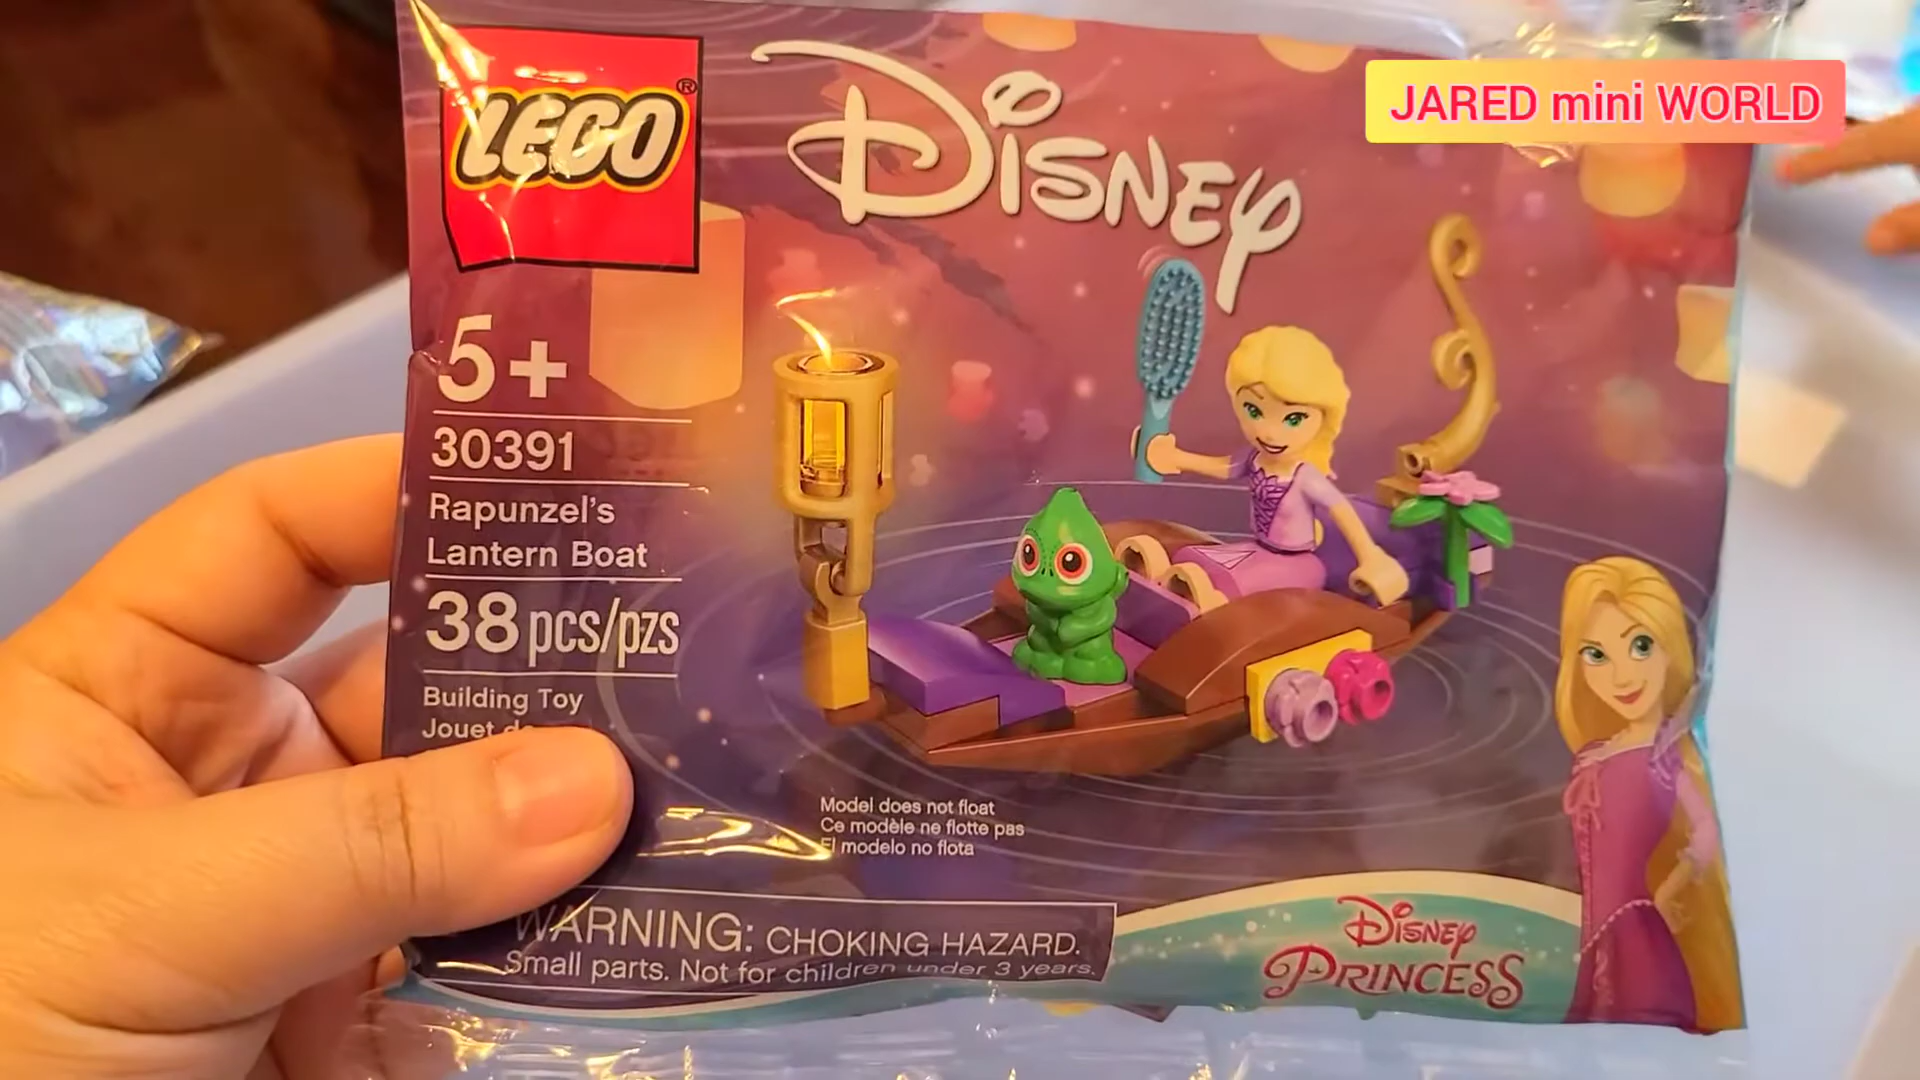 LEGO®
DISNEY
JARED mini WORLD
5+
30391
Rapunzel's
Lantern Boat
38 pcs/pzs
Building Toy
Jouet
Model does not float
Ce modèle ne flotte pas
El modelo no flota
WARNING: CHOKING HAZARD.
Small parts. Not for children under 3 years.
DISNEY
PRINCESS